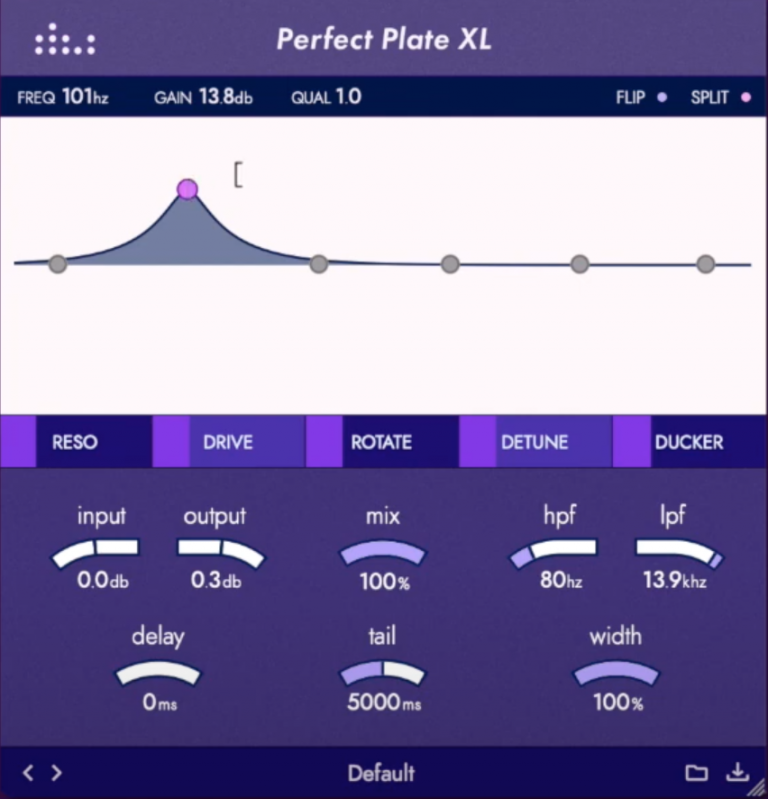 Perfect Plate XL
FREQ 101hz GAIN 13.8db QUAL 1.0 FLIP SPLIT
[
RESO DRIVE ROTATE DETUNE DUCKER
input output mix hpf lpf
0.0db 0.3db 100% 80hz 13.9khz
delay tail width
0ms 5000ms 100%
< > Default